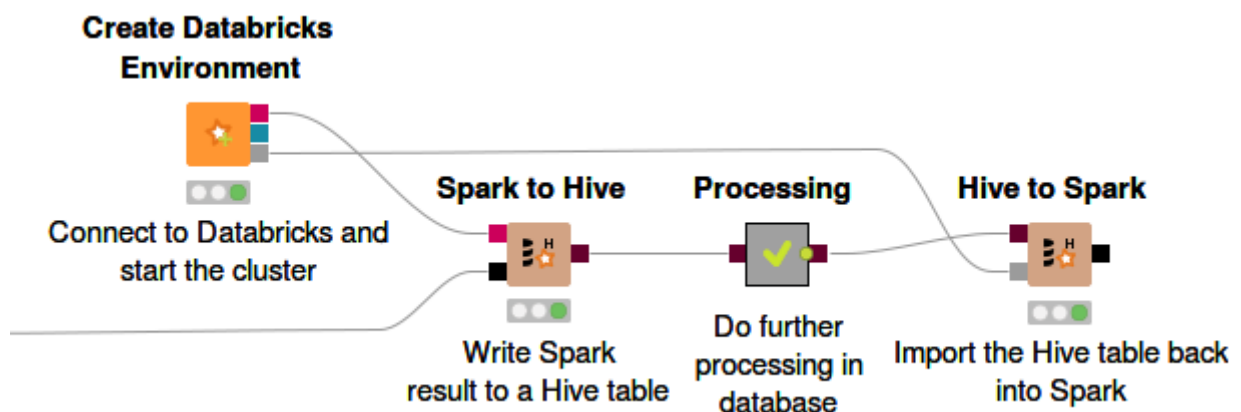 Create Databricks
Environment
Connect to Databricks and
start the cluster
Spark to Hive
H
Write Spark
result to a Hive table
Processing
Do further
processing in
database
Hive to Spark
H
Import the Hive table back
into Spark